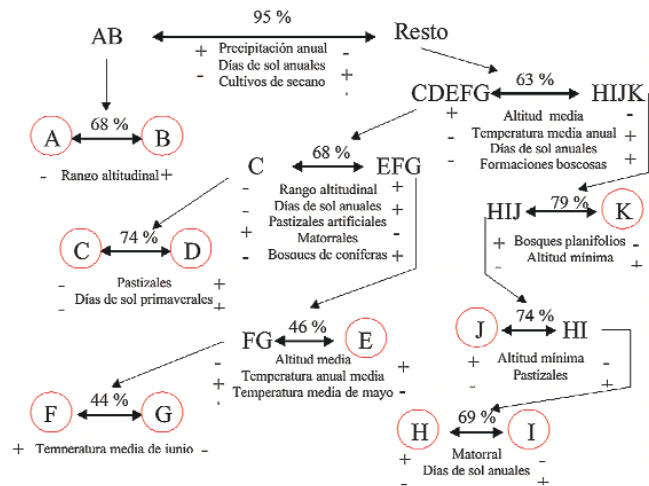 95 %
AB
Resto
+ Precipitación anual -
Días de sol anuales
- Cultivos de secano +
63 %
CDEFG HIJK
+ Altitud media -
Temperatura media anual +
- Días de sol anuales +
- Formaciones boscosas +
68 %
A B
- Rango altitudinal +
68 %
C EFG
- Rango altitudinal +
- Días de sol anuales +
Pastizales artificiales
+ Matorrales -
- Bosques de coníferas +
79 %
HIJ K
+ Bosques planifolios -
- Altitud mínima +
74 %
C D
- Pastizales +
- Días de sol primaverales +
74 %
J HI
+ Altitud mínima -
- Pastizales +
46 %
FG E
- Altitud media +
+ Temperatura anual media
Temperatura media de mayo -
44 %
F G
+ Temperatura media de junio -
69 %
H I
+ Matorral -
- Días de sol anuales +